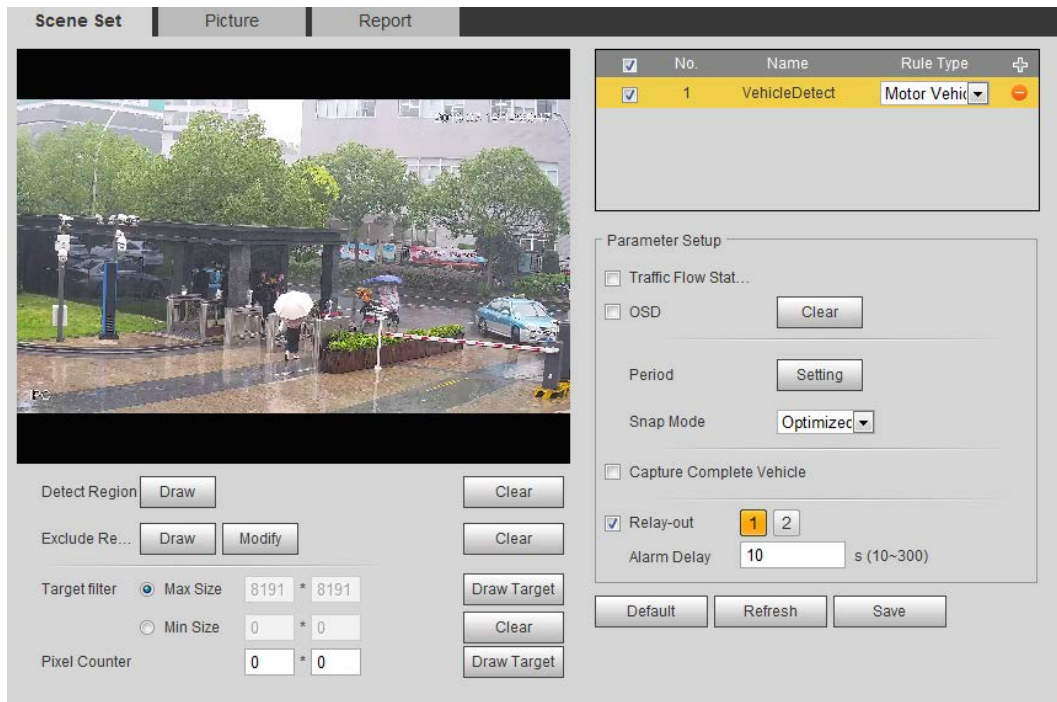 Scene Set Picture Report
No. Name Rule Type
1 VehicleDetect Motor Vehic
Parameter Setup
Traffic Flow Stat...
OSD Clear
Period Setting
Snap Mode Optimized
Capture Complete Vehicle
Relay-out 1 2
Alarm Delay 10 s (10~300)
Default Refresh Save
PC
Detect Region Draw Clear
Exclude Re... Draw Modify Clear
Target filter Max Size 8191 * 8191 Draw Target
Min Size 0 * 0 Clear
Pixel Counter 0 * 0 Draw Target